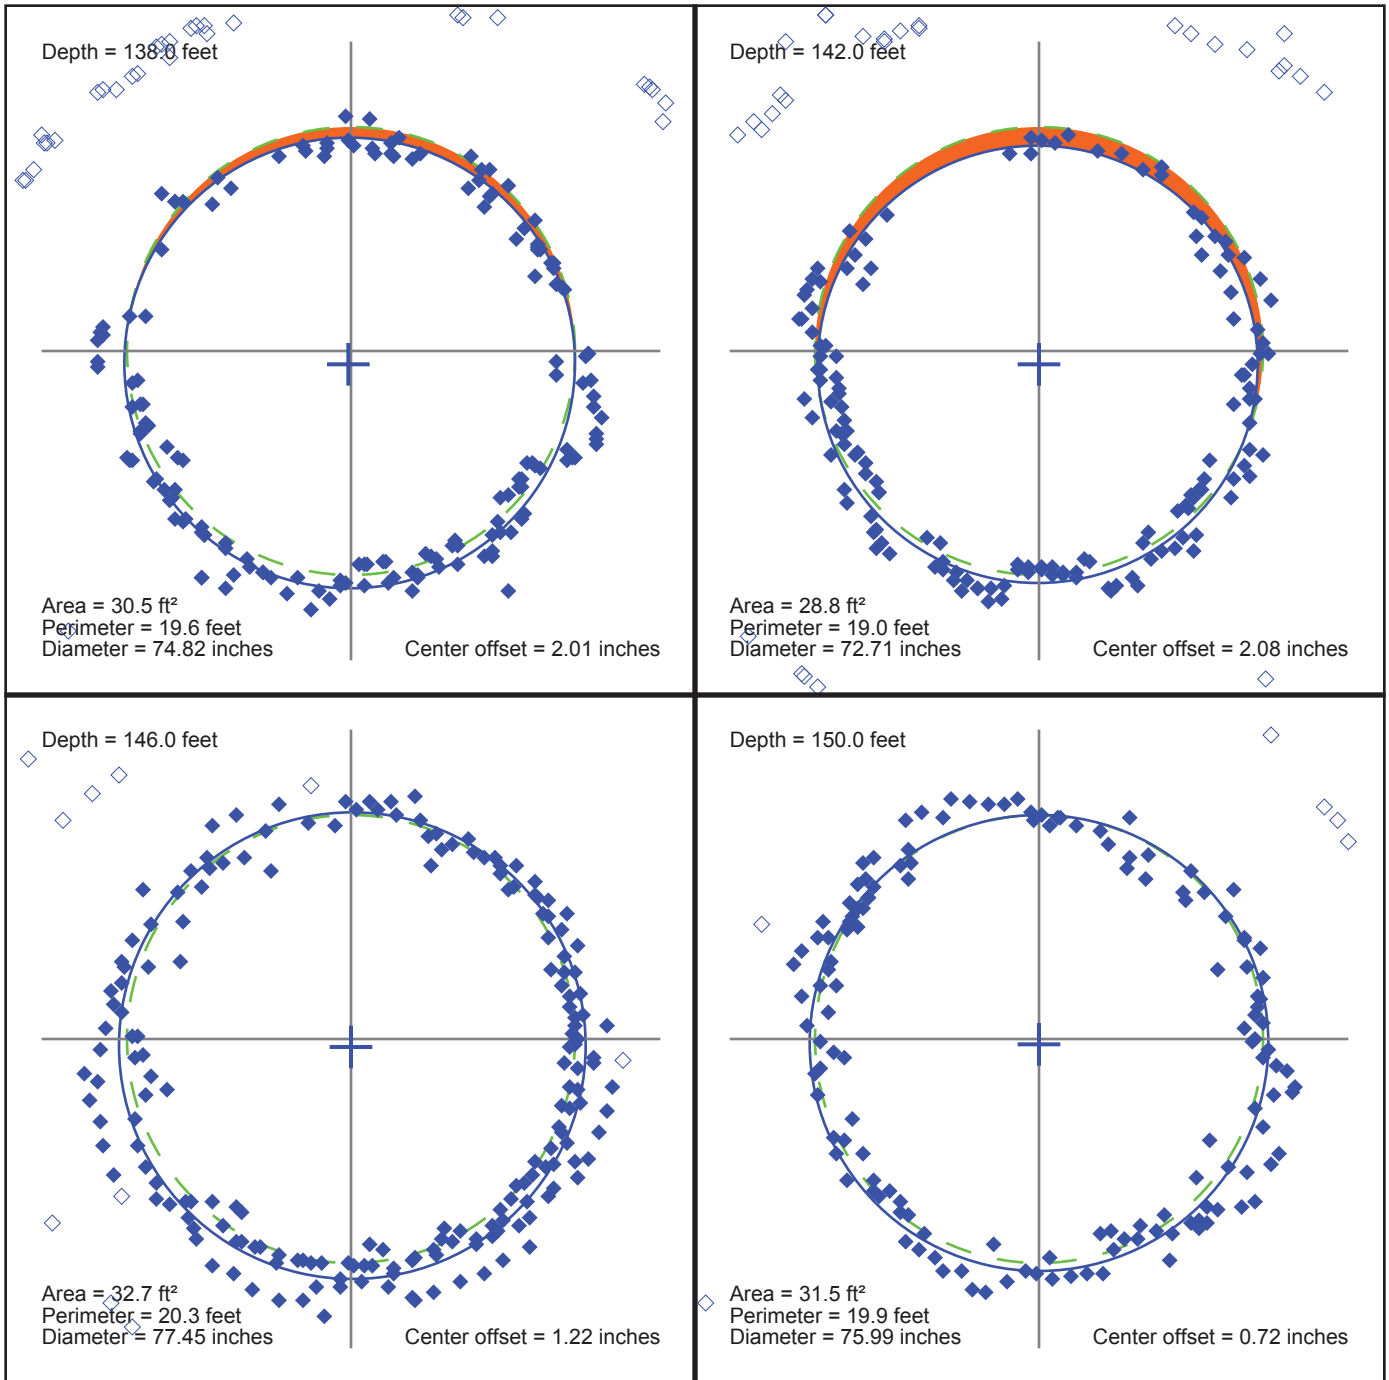 Depth = 138.0 feet
Area = 30.5 ft²
Perimeter = 19.6 feet
Diameter = 74.82 inches
Center offset = 2.01 inches
Depth = 142.0 feet
Area = 28.8 ft²
Perimeter = 19.0 feet
Diameter = 72.71 inches
Center offset = 2.08 inches
Depth = 146.0 feet
Area = 32.7 ft²
Perimeter = 20.3 feet
Diameter = 77.45 inches
Center offset = 1.22 inches
Depth = 150.0 feet
Area = 31.5 ft²
Perimeter = 19.9 feet
Diameter = 75.99 inches
Center offset = 0.72 inches